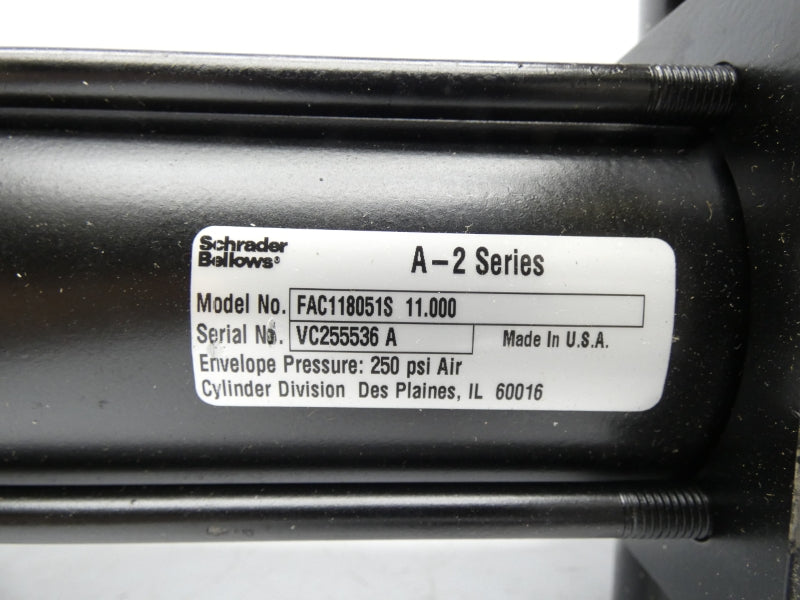 Schrader
Bellows®
A-2 Series
Model No. FAC118051S 11.000
Serial No. VC255536 A Made In U.S.A.
Envelope Pressure: 250 psi Air
Cylinder Division Des Plaines, IL 60016